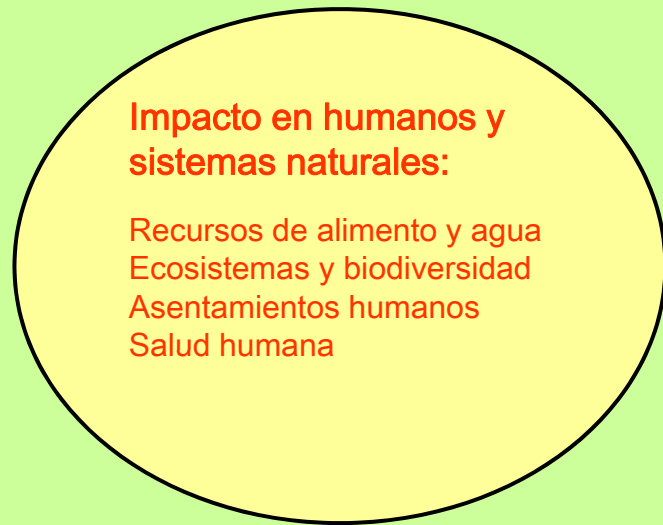 Impacto en humanos y
sistemas naturales:
Recursos de alimento y agua
Ecosistemas y biodiversidad
Asentamientos humanos
Salud humana